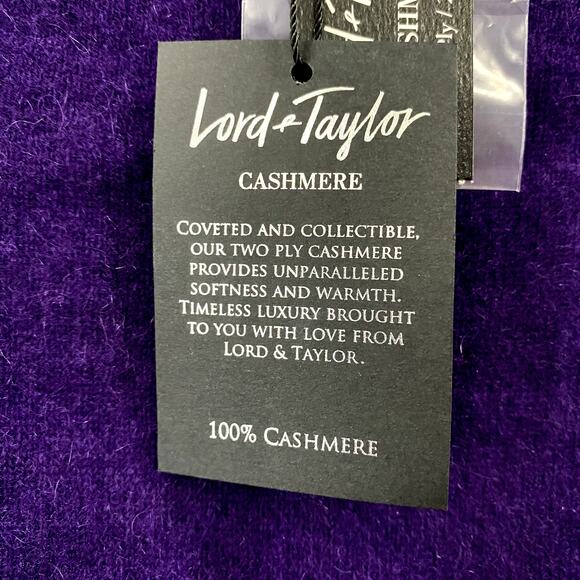 Lord & Taylor
CASHMERE
COVETED AND COLLECTIBLE,
OUR TWO PLY CASHMERE
PROVIDES UNPARALLELED
SOFTNESS AND WARMTH.
TIMELESS LUXURY BROUGHT
TO YOU WITH LOVE FROM
LORD & TAYLOR.
100% CASHMERE